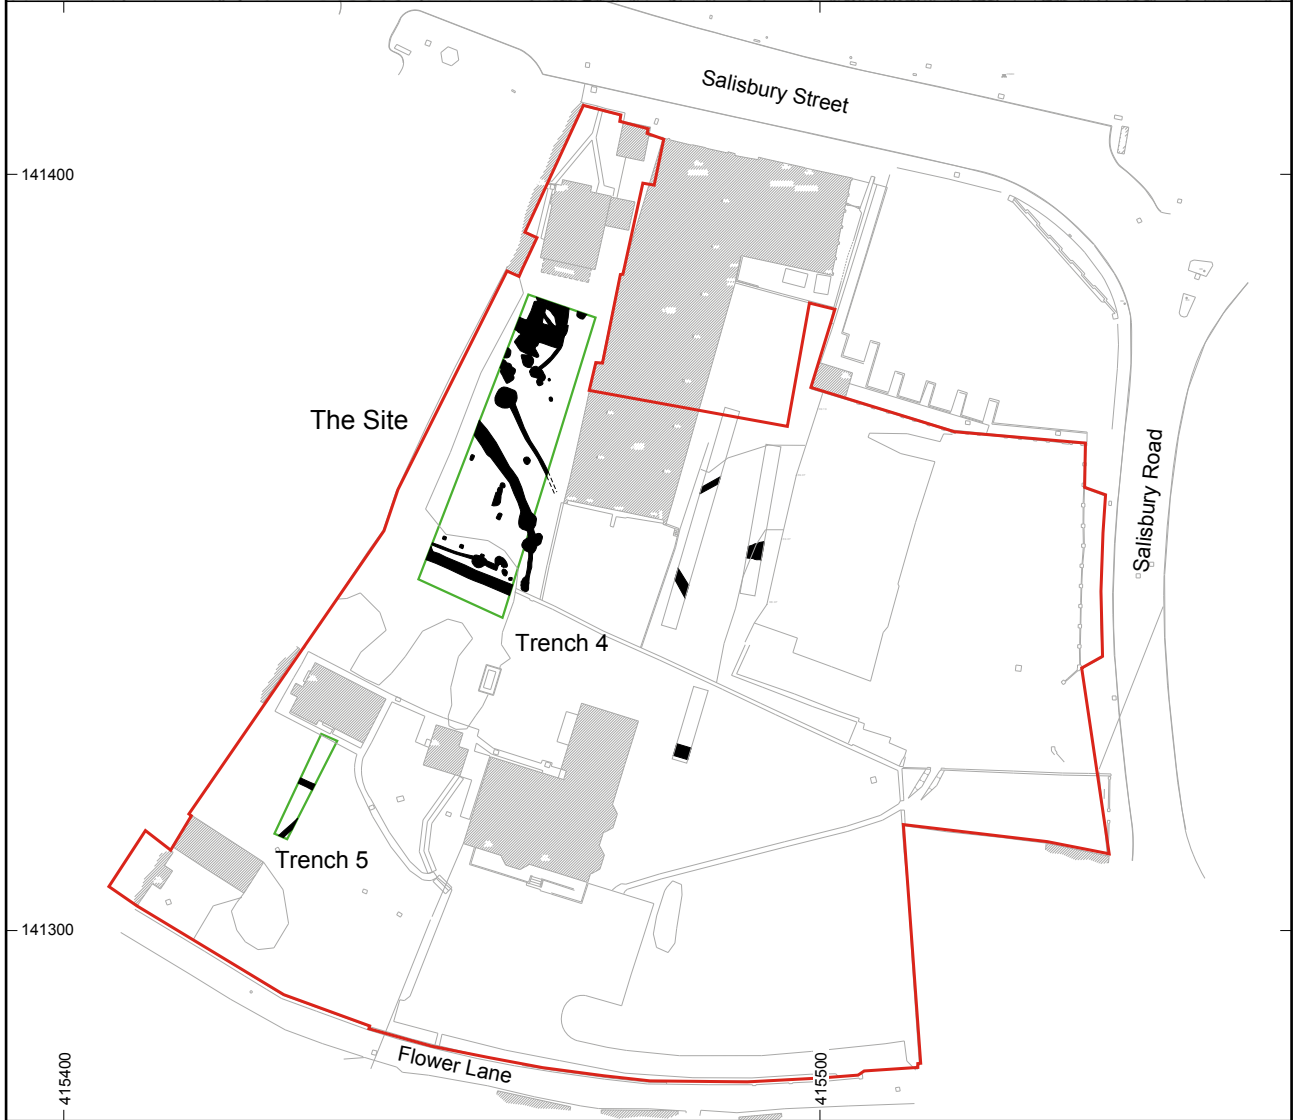 Salisbury Street
141400
The Site
Salisbury Road
Trench 4
Trench 5
141300
Flower Lane
415400
415500